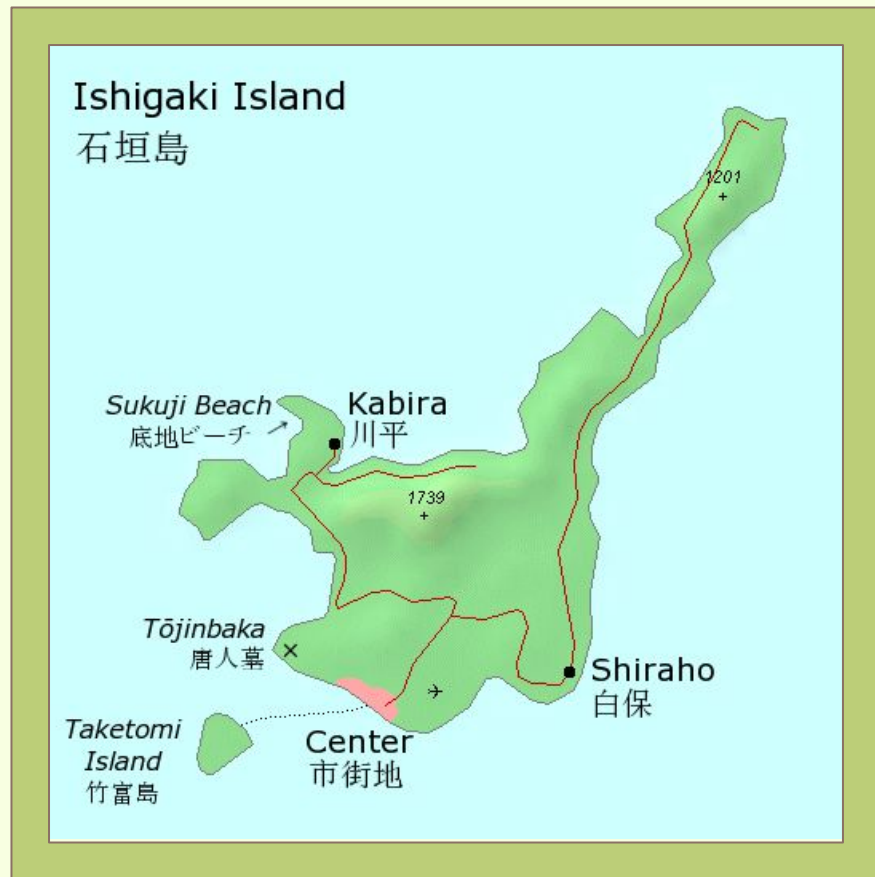 Ishigaki Island
石垣島
1201
Sukuji Beach
底地ビーチ
Kabira
川平
1739
Tōjinbaka
唐人墓
Shiraho
白保
Taketomi
Island
竹富島
Center
市街地